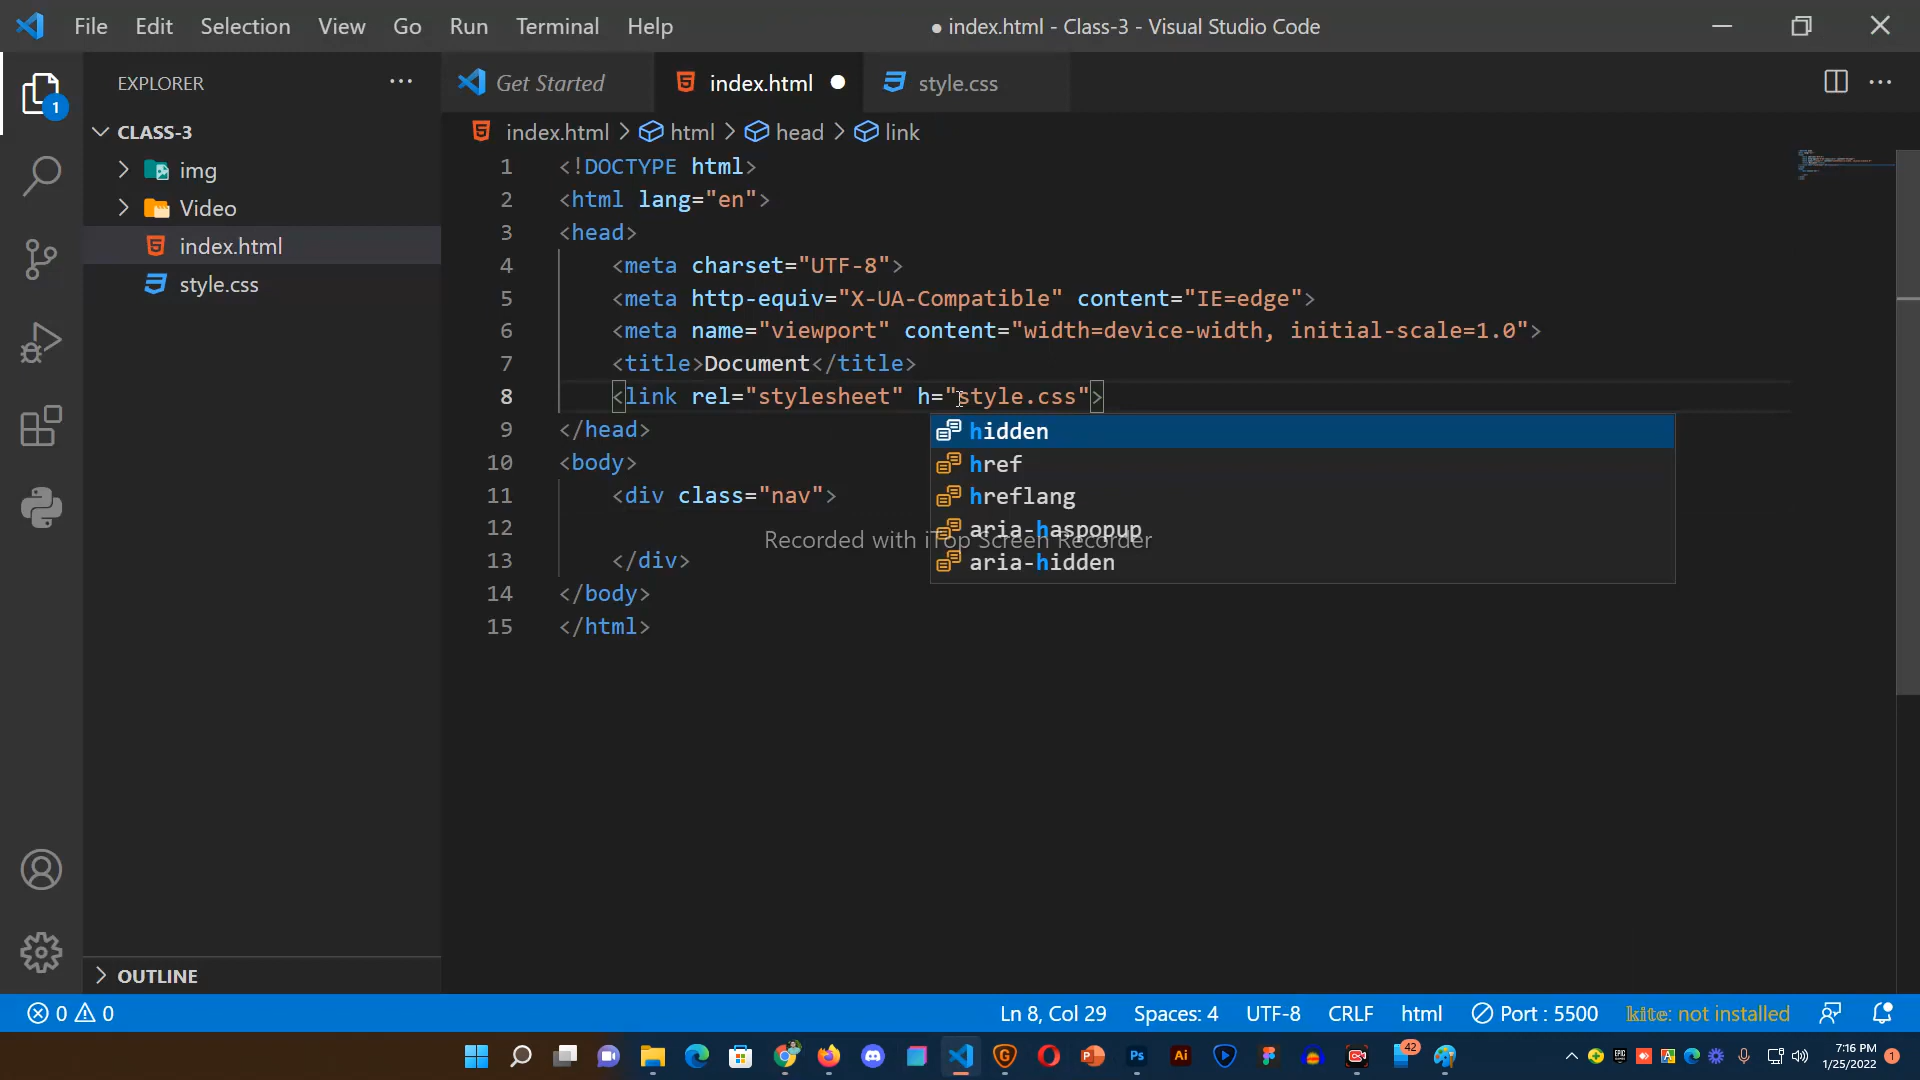 File Edit Selection View Go Run Terminal Help
● index.html - Class-3 - Visual Studio Code
EXPLORER
Get Started
index.html
style.css
1
CLASS-3
img
Video
index.html
style.css
index.html > html > head > link
1 <!DOCTYPE html>
2 <html lang="en">
3 <head>
4 <meta charset="UTF-8">
5 <meta http-equiv="X-UA-Compatible" content="IE=edge">
6 <meta name="viewport" content="width=device-width, initial-scale=1.0">
7 <title>Document</title>
8 <link rel="stylesheet" h="style.css">
9 </head>
10 <body>
11 <div class="nav">
12
13 </div>
14 </body>
15 </html>
hidden
href
hreflang
aria-haspopup
aria-hidden
Recorded with iTop Screen Recorder
OUTLINE
0 0
Ln 8, Col 29 Spaces: 4 UTF-8 CRLF html Port : 5500 kite: not installed
42
7:16 PM
1/25/2022
1